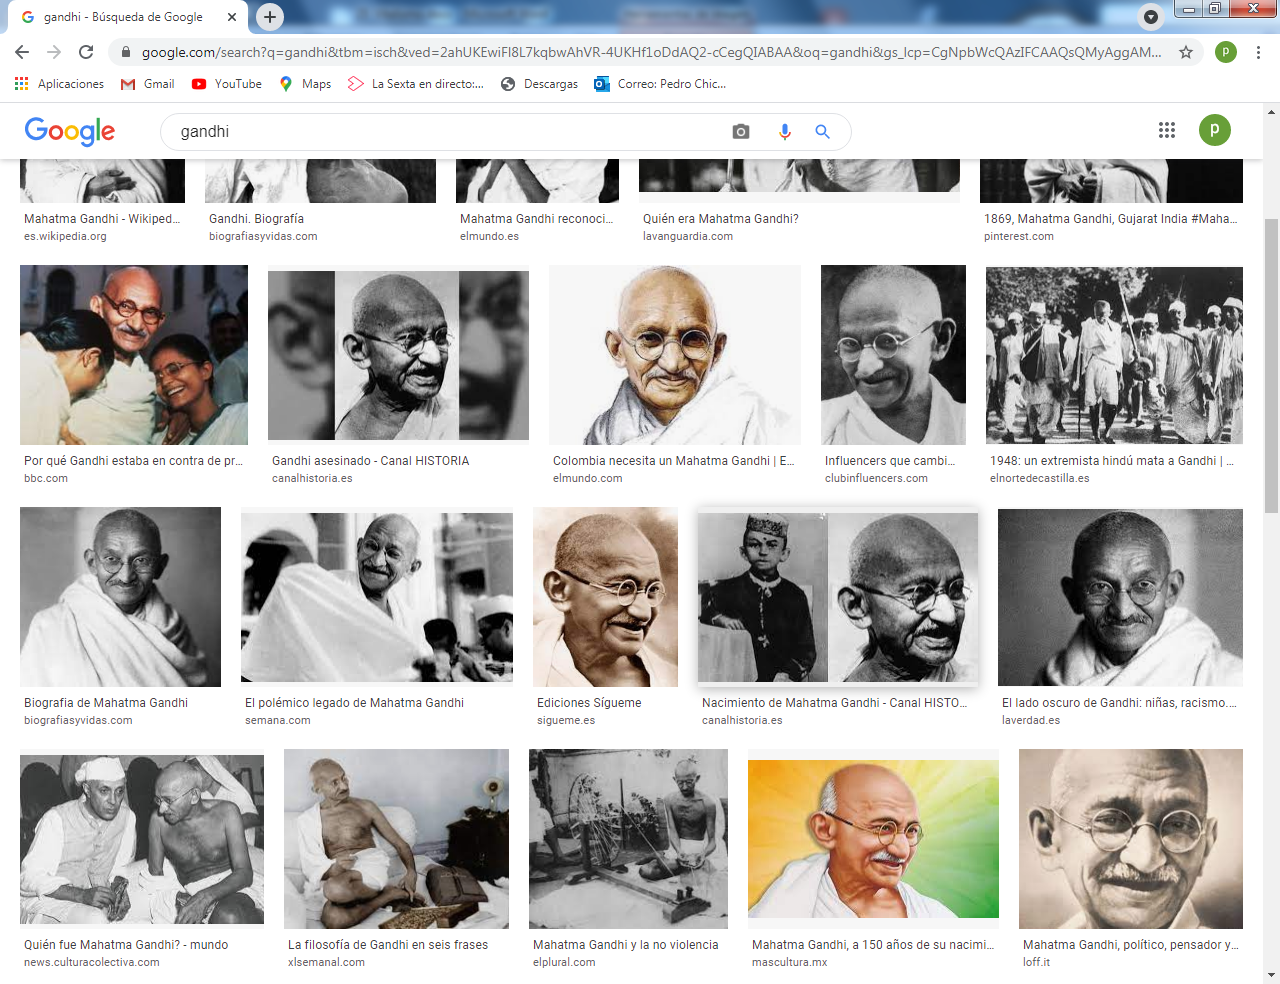 gandhi - Búsqueda de Google
google.com/search?q=gandhi&tbm=isch&ved=2ahUKEwiFl8L7kqbwAhVR-4UKHf1oDdAQ2-cCegQIABAA&oq=gandhi&gs_lcp=CgNpbWcQAzIFCAAQsQMyAggAM...
p
Aplicaciones
Gmail
YouTube
Maps
La Sexta en directo:...
Descargas
Correo: Pedro Chic...
Google
gandhi
p
Mahatma Gandhi - Wikiped...
es.wikipedia.org
Gandhi. Biografía
biografiasyvidas.com
Mahatma Gandhi reconoci...
elmundo.es
Quién era Mahatma Gandhi?
lavanguardia.com
1869, Mahatma Gandhi, Gujarat India #Maha...
pinterest.com
Por qué Gandhi estaba en contra de pr...
bbc.com
Gandhi asesinado - Canal HISTORIA
canalhistoria.es
Colombia necesita un Mahatma Gandhi | E...
elmundo.com
Influencers que cambi...
clubinfluencers.com
1948: un extremista hindú mata a Gandhi | ...
elnortedecastilla.es
Biografia de Mahatma Gandhi
biografiasyvidas.com
El polémico legado de Mahatma Gandhi
semana.com
Ediciones Sígueme
sigueme.es
Nacimiento de Mahatma Gandhi - Canal HISTO...
canalhistoria.es
El lado oscuro de Gandhi: niñas, racismo....
laverdad.es
Quién fue Mahatma Gandhi? - mundo
news.culturacolectiva.com
La filosofía de Gandhi en seis frases
xlsemanal.com
Mahatma Gandhi y la no violencia
elplural.com
Mahatma Gandhi, a 150 años de su nacimi...
mascultura.mx
Mahatma Gandhi, político, pensador y...
loff.it